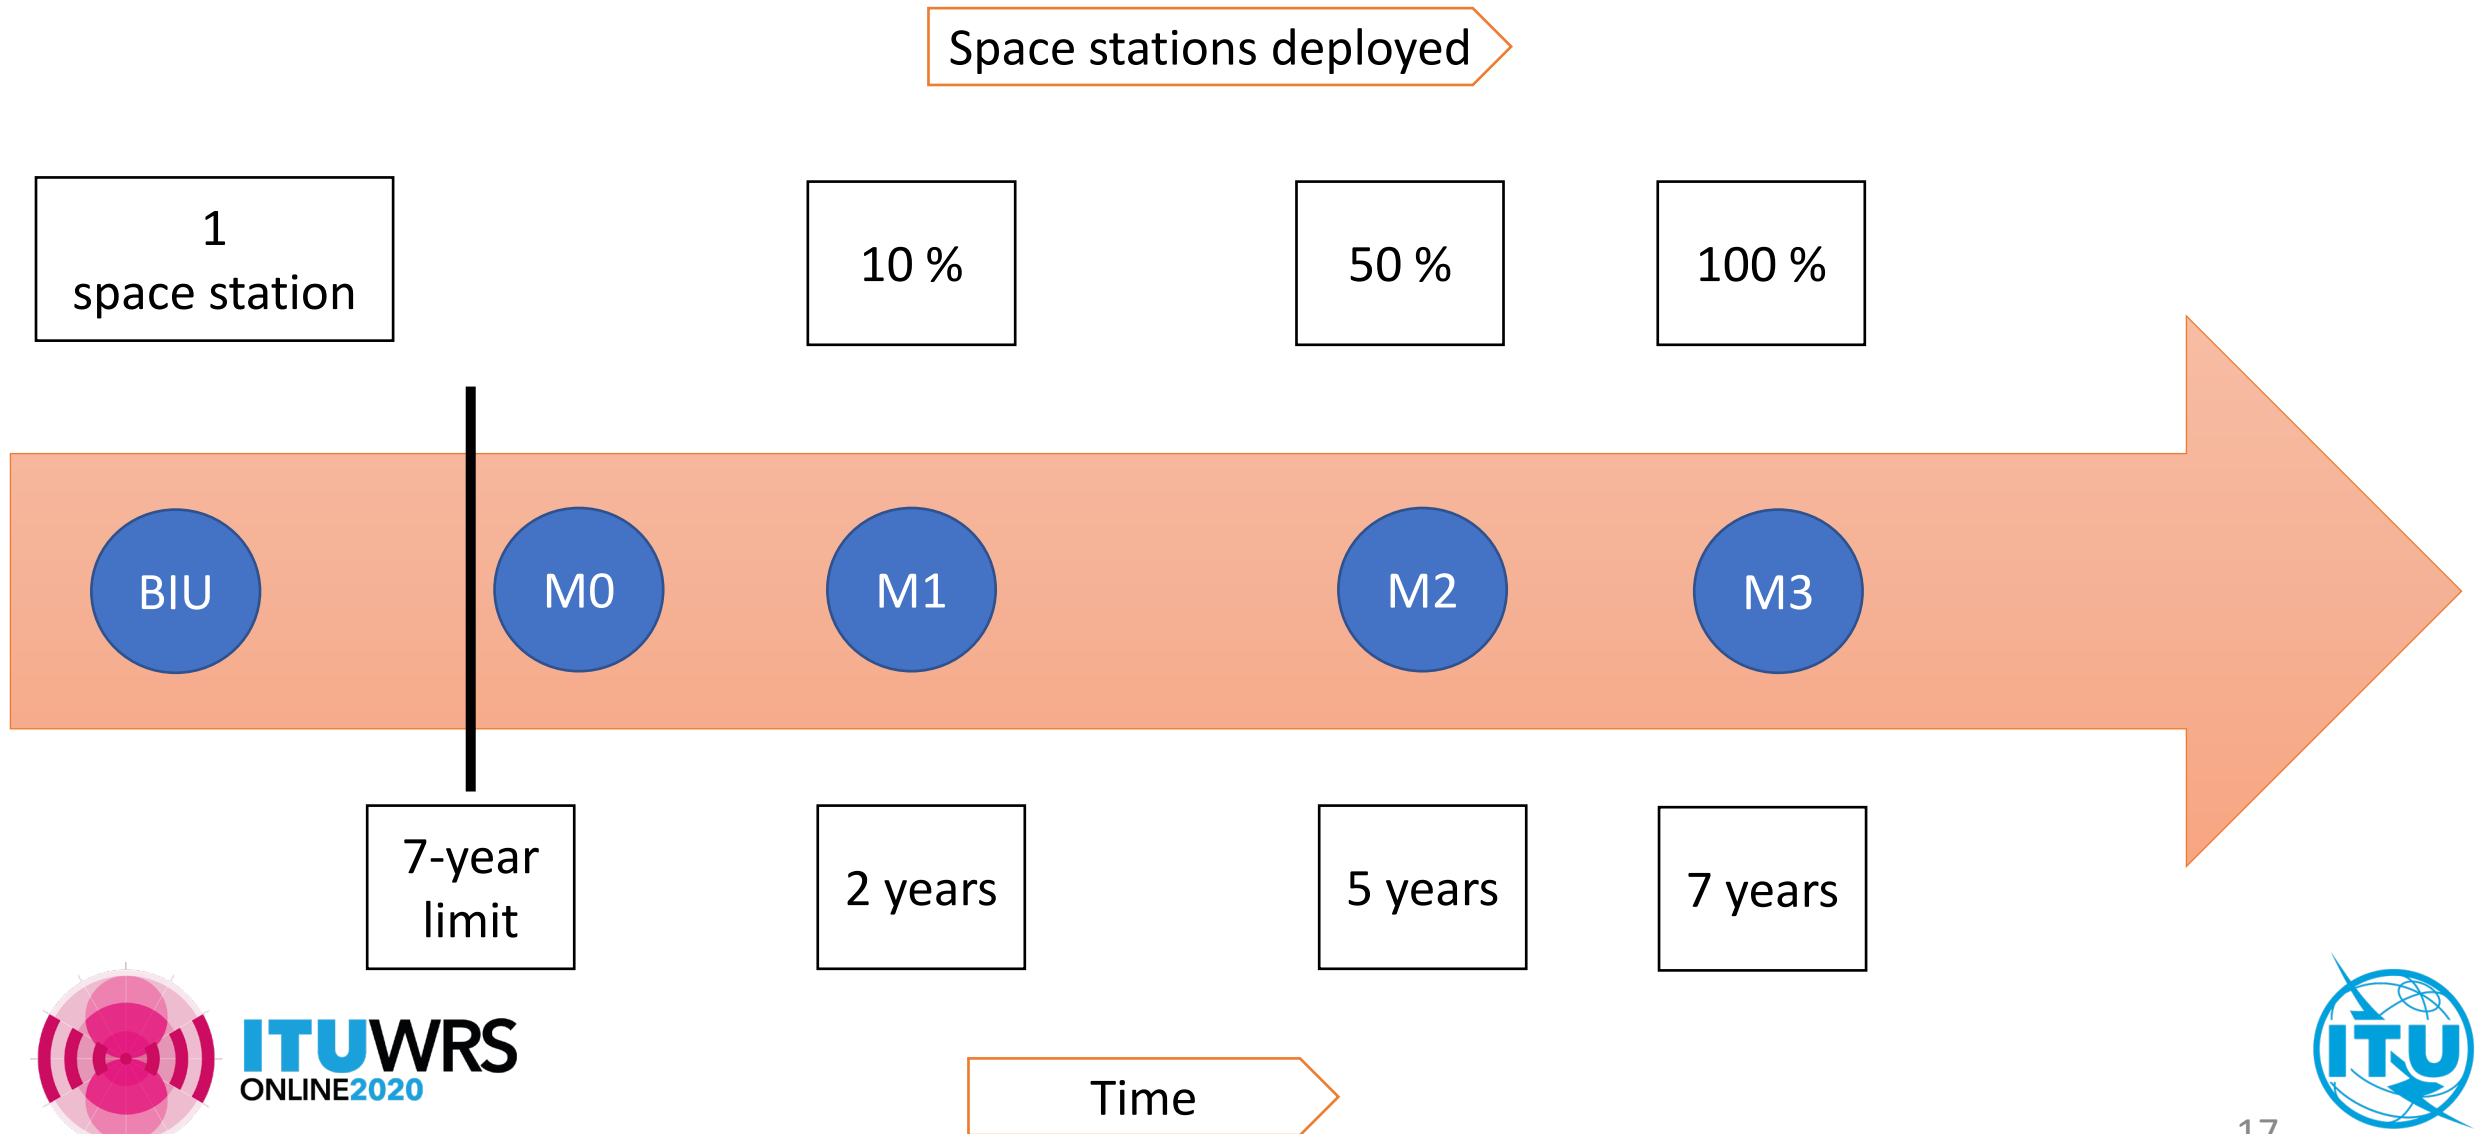 Space stations deployed
1
space station
10 %
50 %
100 %
BIU
M0
M1
M2
M3
7-year
limit
2 years
5 years
7 years
ITUWRS
ONLINE2020
Time
ITU
17